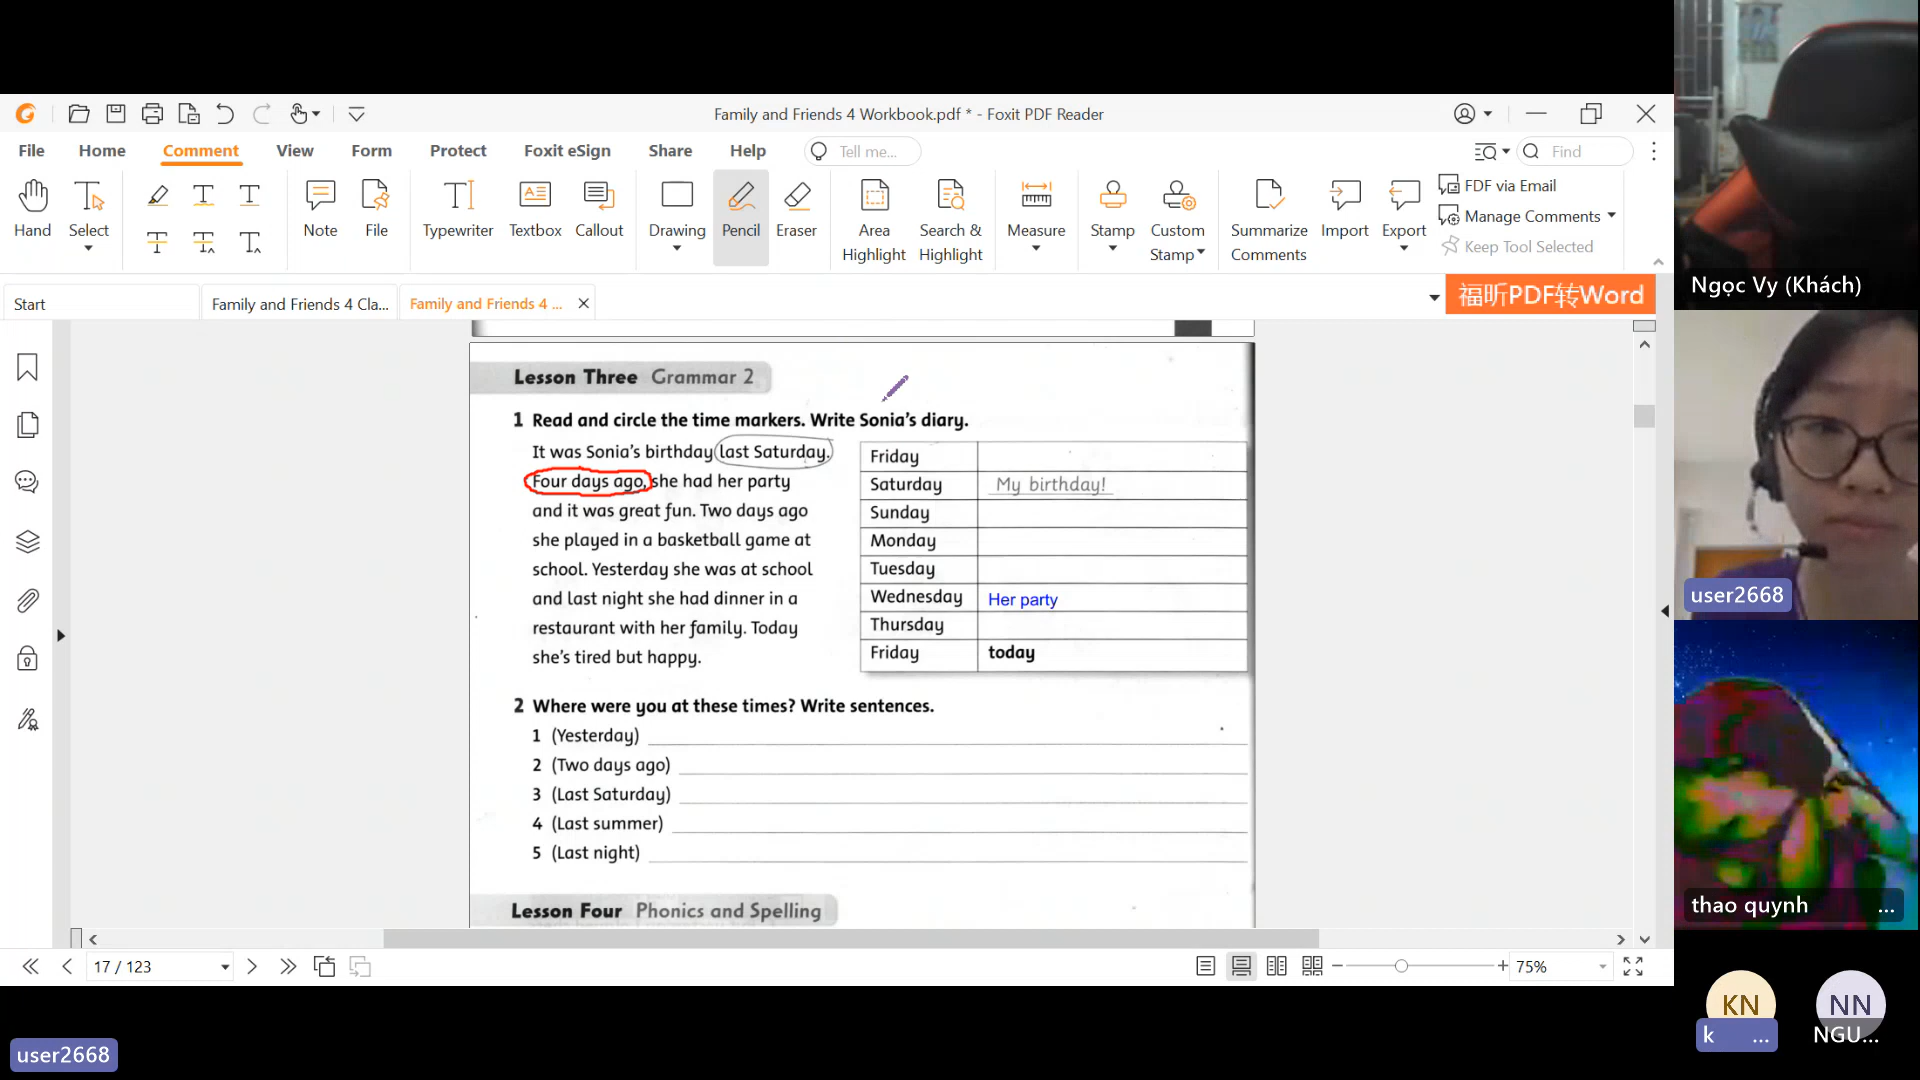 Family and Friends 4 Workbook.pdf * - Foxit PDF Reader
File Home Comment View Form Protect Foxit eSign Share Help Tell me... Find
Hand Select Note File Typewriter Textbox Callout Drawing Pencil Eraser Area Highlight Search & Highlight Measure Stamp Custom Stamp Summarize Comments Import Export
FDF via Email
Manage Comments
Keep Tool Selected
Start Family and Friends 4 Cla... Family and Friends 4 ... 福昕PDF转Word
Lesson Three Grammar 2
1 Read and circle the time markers. Write Sonia's diary.
It was Sonia's birthday last Saturday.
Four days ago, she had her party
and it was great fun. Two days ago
she played in a basketball game at
school. Yesterday she was at school
and last night she had dinner in a
restaurant with her family. Today
she's tired but happy.
Friday
Saturday My birthday!
Sunday
Monday
Tuesday
Wednesday Her party
Thursday
Friday today
2 Where were you at these times? Write sentences.
1 (Yesterday)
2 (Two days ago)
3 (Last Saturday)
4 (Last summer)
5 (Last night)
Lesson Four Phonics and Spelling
17 / 123
75%
Ngọc Vy (Khách)
user2668
thao quynh ...
KN
k ...
NN
NGU...
user2668